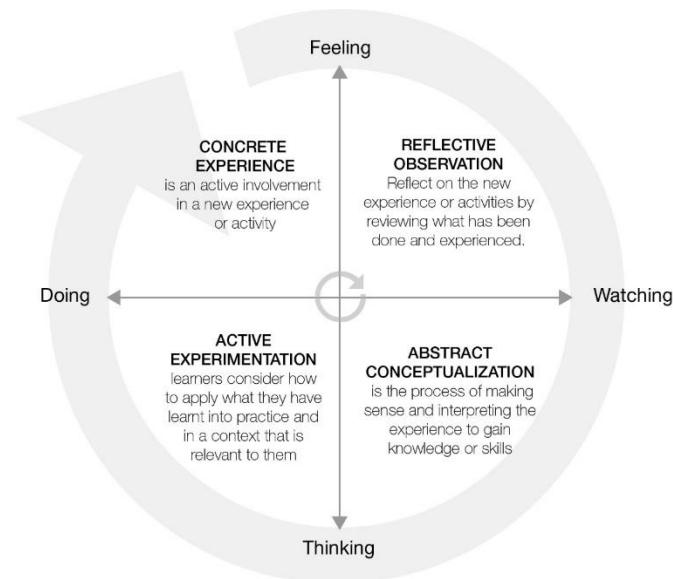 Feeling
CONCRETE
EXPERIENCE
is an active involvement
in a new experience
or activity
REFLECTIVE
OBSERVATION
Reflect on the new
experience or activities by
reviewing what has been
done and experienced.
Doing
Watching
ACTIVE
EXPERIMENTATION
learners consider how
to apply what they have
learnt into practice and
in a context that is
relevant to them
ABSTRACT
CONCEPTUALIZATION
is the process of making
sense and interpreting the
experience to gain
knowledge or skills
Thinking